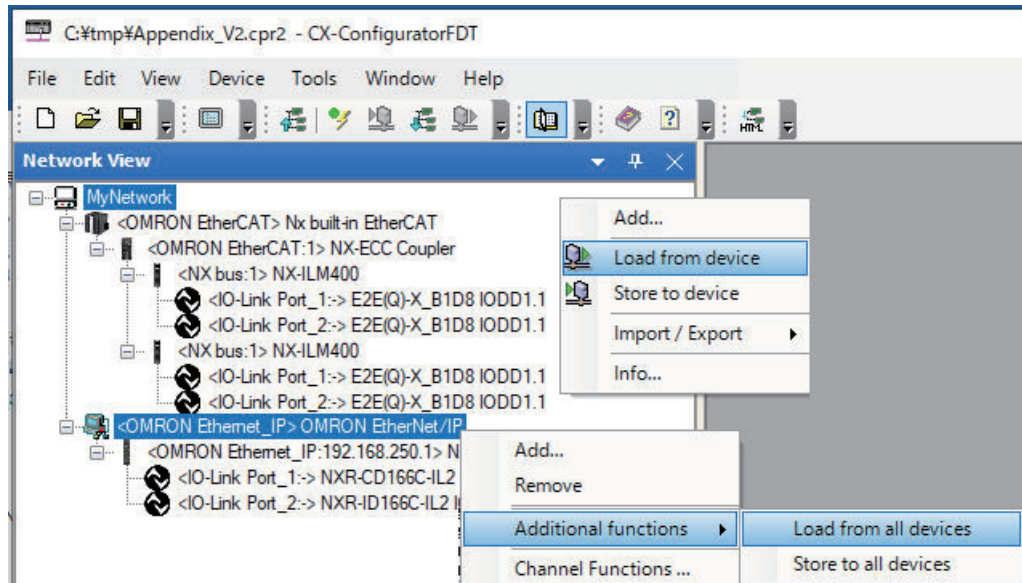 C:¥tmp¥Appendix_V2.cpr2 - CX-ConfiguratorFDT
File Edit View Device Tools Window Help
HTML
Network View
MyNetwork
<OMRON EtherCAT> Nx built-in EtherCAT
<OMRON EtherCAT:1> NX-ECC Coupler
<NX bus:1> NX-ILM400
<IO-Link Port_1:-> E2E(Q)-X_B1D8 IODD1.1
<IO-Link Port_2:-> E2E(Q)-X_B1D8 IODD1.1
<NX bus:1> NX-ILM400
<IO-Link Port_1:-> E2E(Q)-X_B1D8 IODD1.1
<IO-Link Port_2:-> E2E(Q)-X_B1D8 IODD1.1
<OMRON Ethernet_IP> OMRON EtherNet/IP
<OMRON Ethernet_IP:192.168.250.1> N
<IO-Link Port_1:-> NXR-CD166C-IL2
<IO-Link Port_2:-> NXR-ID166C-IL2
Add...
Load from device
Store to device
Import / Export
Info...
Add...
Remove
Additional functions
Channel Functions ...
Load from all devices
Store to all devices